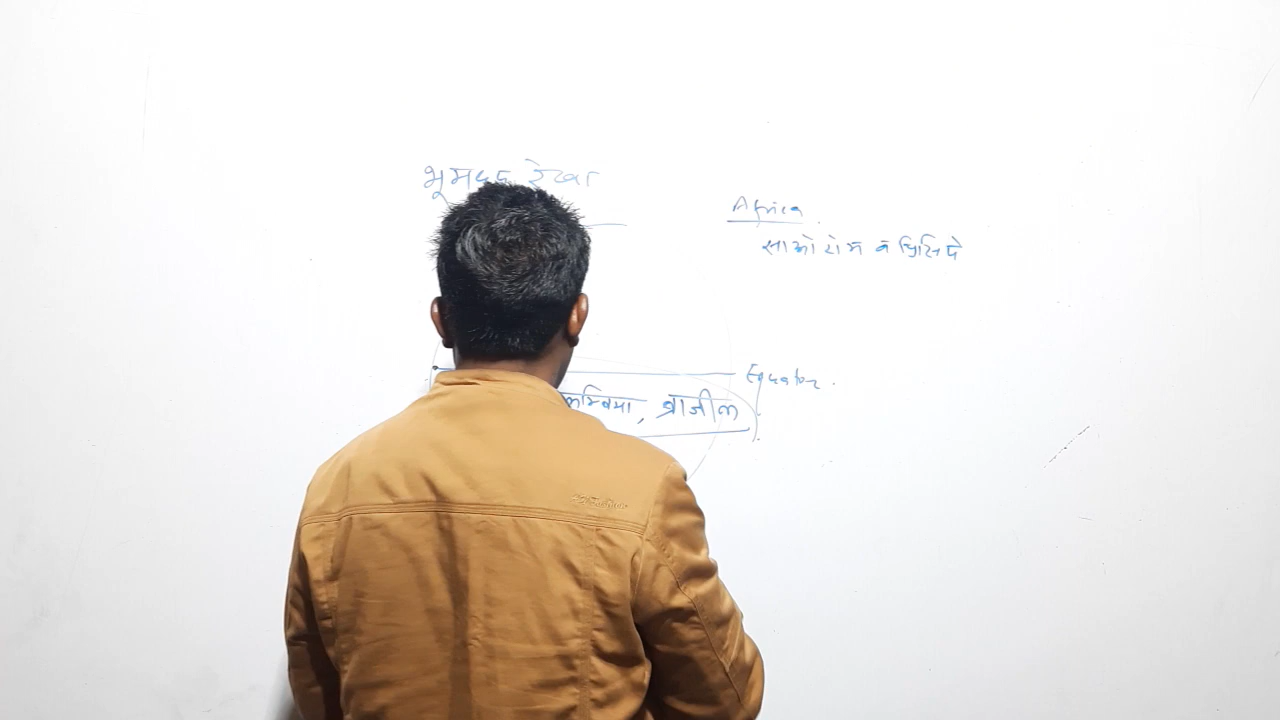 भूमध्य रेखा
Africa
साओ टोम व प्रिंसिपे
Equator
ब्राजील